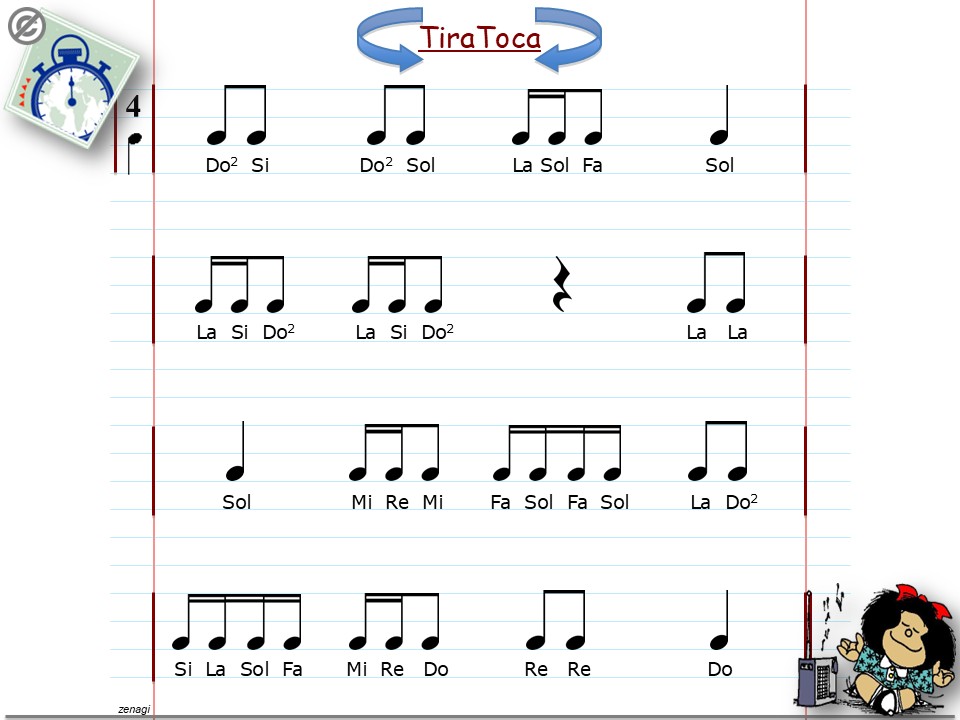 TiraToca
4
Do² Si Do² Sol La Sol Fa Sol
La Si Do² La Si Do² La La
Sol Mi Re Mi Fa Sol Fa Sol La Do²
Si La Sol Fa Mi Re Do Re Re Do
zenagi